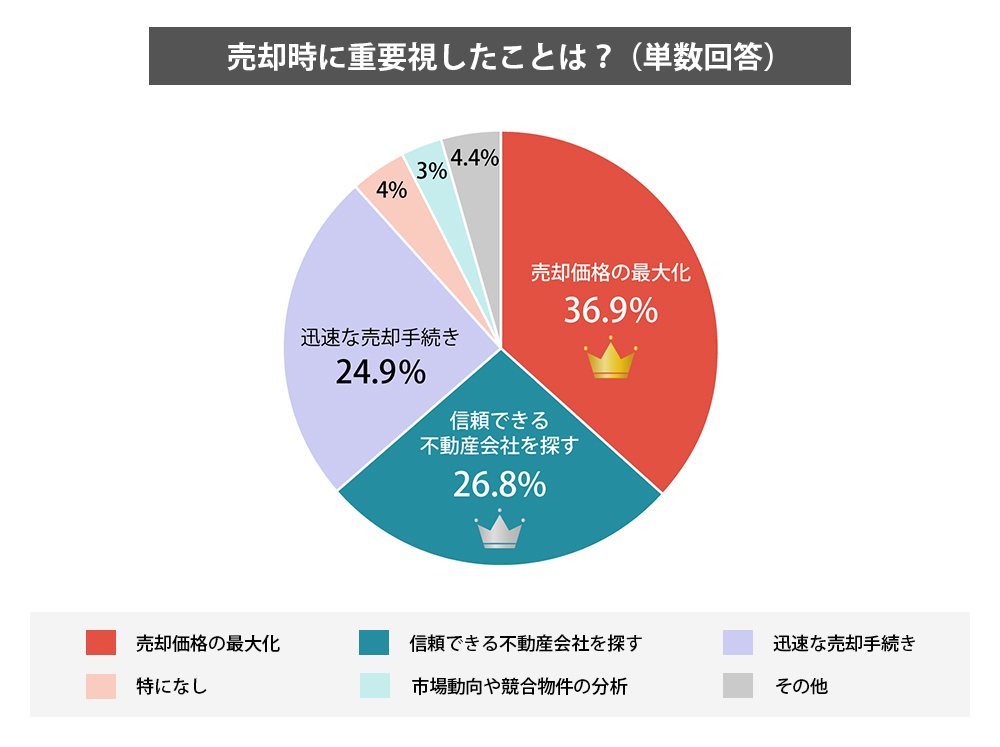 売却時に重要視したことは？（単数回答）
4%
3%
4.4%
売却価格の最大化
36.9%
迅速な売却手続き
24.9%
信頼できる
不動産会社を探す
26.8%
売却価格の最大化
信頼できる不動産会社を探す
迅速な売却手続き
特になし
市場動向や競合物件の分析
その他